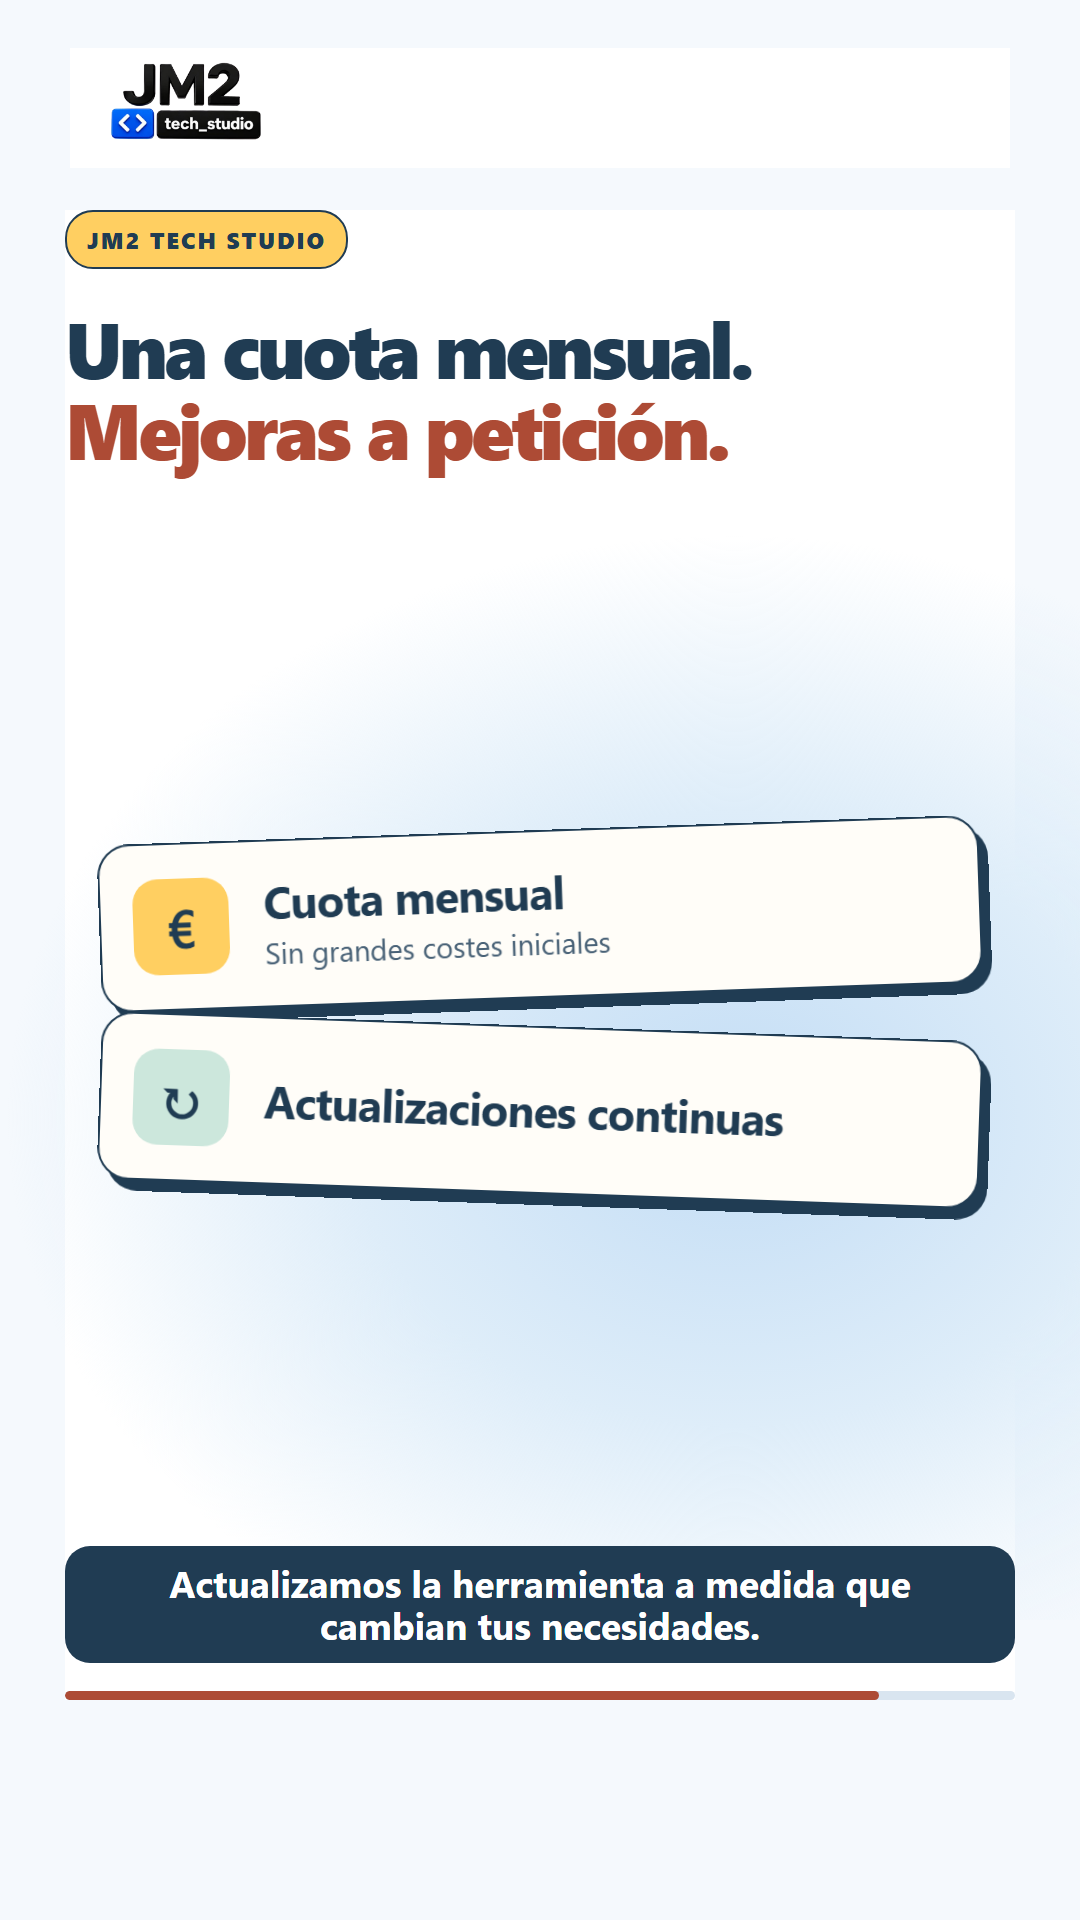 JM2
<> tech_studio
JM2 TECH STUDIO
Una cuota mensual.
Mejoras a petición.
€
Cuota mensual
Sin grandes costes iniciales
↻
Actualizaciones continuas
Actualizamos la herramienta a medida que
cambian tus necesidades.